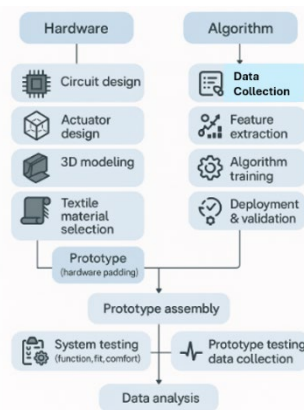 Hardware
Circuit design
Actuator
design
3D modeling
Textile
material
selection
Prototype
(hardware padding)
Algorithm
Data
Collection
Feature
extraction
Algorithm
training
Deployment
& validation
Prototype assembly
System testing
(function, fit, comfort)
Prototype testing
data collection
Data analysis